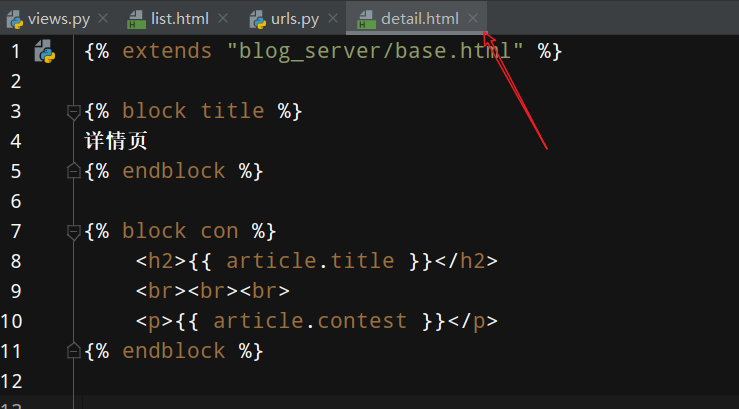 views.py list.html urls.py detail.html
1 {% extends "blog_server/base.html" %}
2
3 {% block title %}
4 详情页
5 {% endblock %}
6
7 {% block con %}
8 <h2>{{ article.title }}</h2>
9 <br><br><br>
10 <p>{{ article.contest }}</p>
11 {% endblock %}
12
13